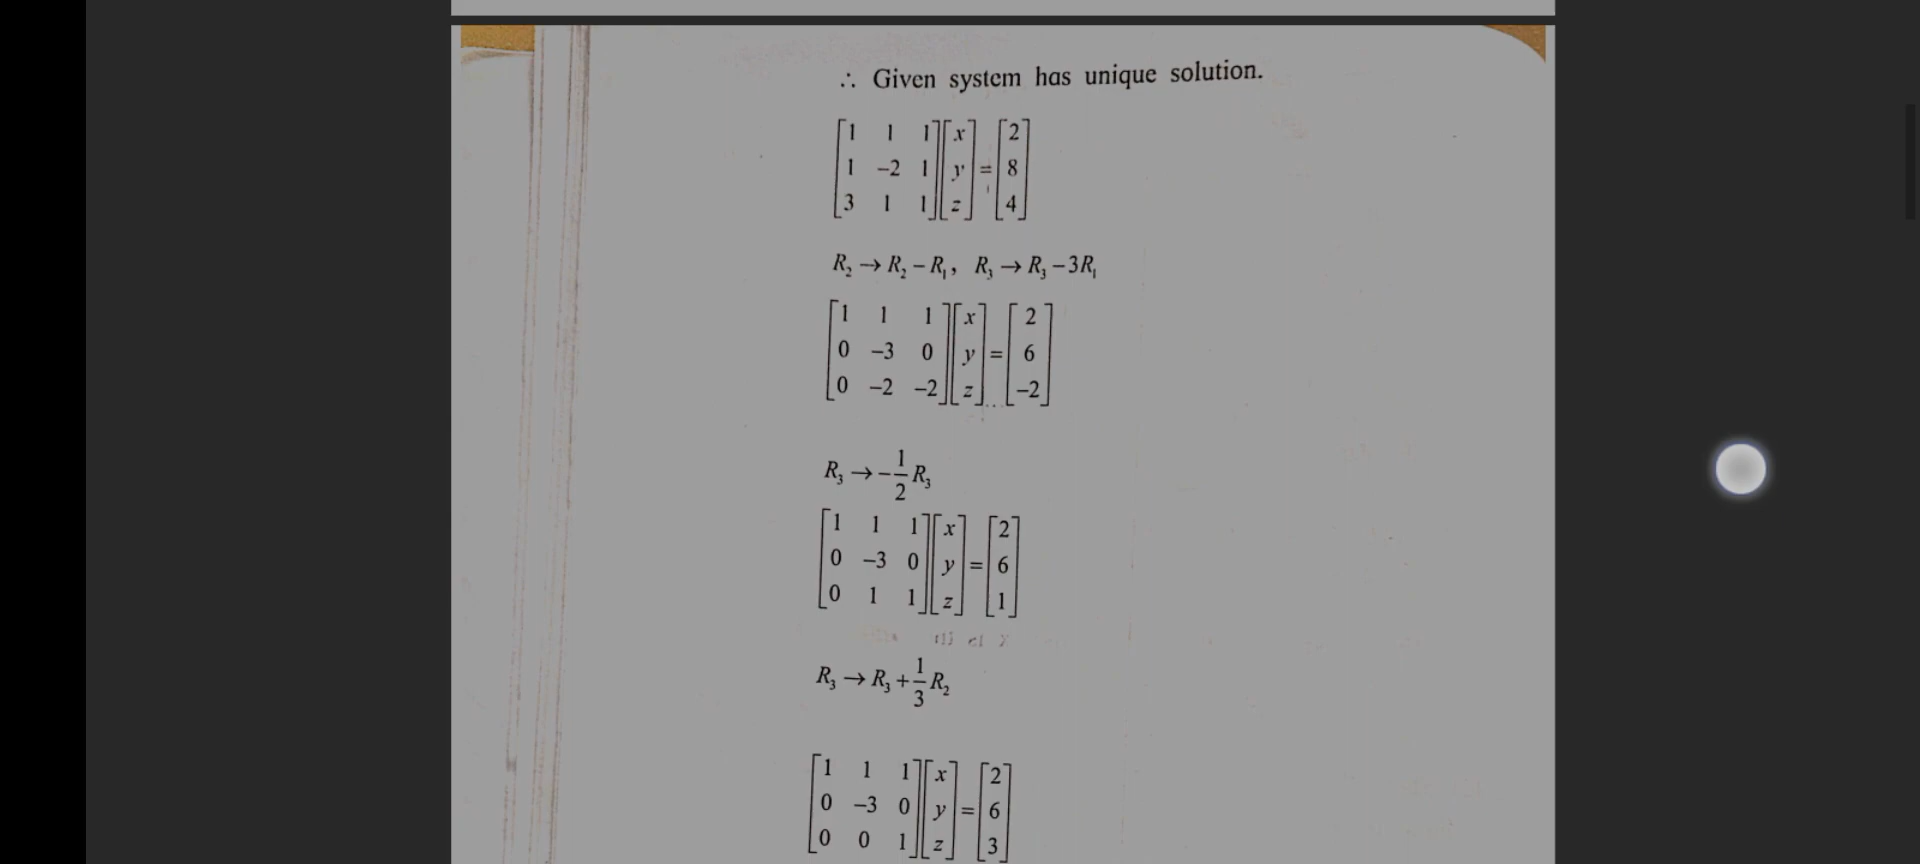 ∴ Given system has unique solution.
[1 1 1] [x] [2]
[1 −2 1] [y] = [8]
[3 1 1] [z] [4]
R₂ → R₂ − R₁, R₃ → R₃ − 3R₁
[1 1 1] [x] [2]
[0 −3 0] [y] = [6]
[0 −2 −2] [z] [−2]
R₃ → −1/2 R₃
[1 1 1] [x] [2]
[0 −3 0] [y] = [6]
[0 1 1] [z] [1]
R₃ → R₃ + 1/3 R₂
[1 1 1] [x] [2]
[0 −3 0] [y] = [6]
[0 0 1] [z] [3]